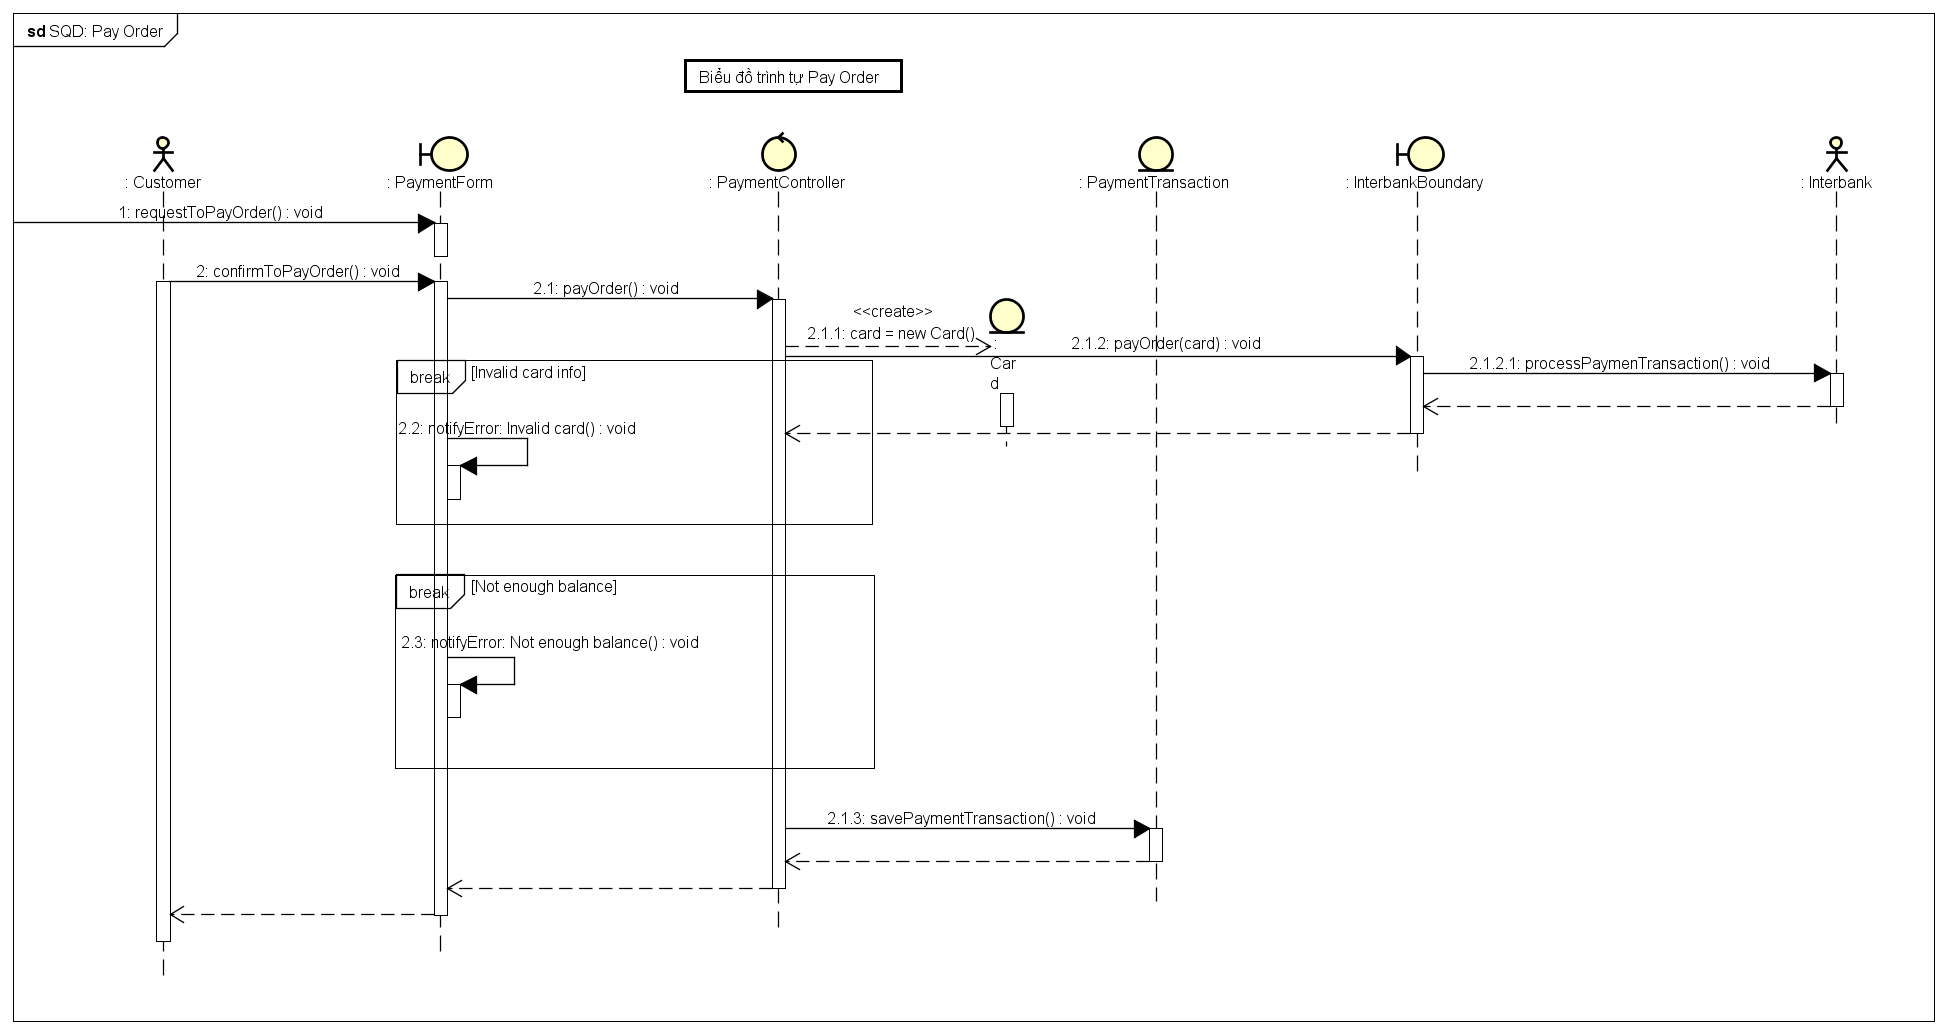 sd SQD: Pay Order
Biểu đồ trình tự Pay Order
: Customer
: PaymentForm
: PaymentController
: PaymentTransaction
: InterbankBoundary
: Interbank
1: requestToPayOrder() : void
2: confirmToPayOrder() : void
2.1: payOrder() : void
<<create>>
2.1.1: card = new Card()
:
Car
d
2.1.2: payOrder(card) : void
2.1.2.1: processPaymenTransaction() : void
break
[Invalid card info]
2.2: notifyError: Invalid card() : void
break
[Not enough balance]
2.3: notifyError: Not enough balance() : void
2.1.3: savePaymentTransaction() : void